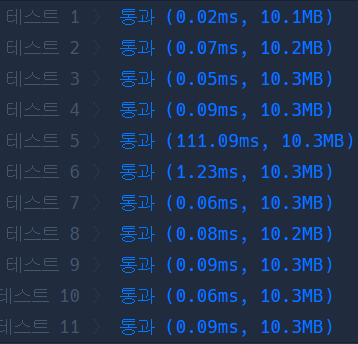 테스트 1 > 통과 (0.02ms, 10.1MB)
테스트 2 > 통과 (0.07ms, 10.2MB)
테스트 3 > 통과 (0.05ms, 10.3MB)
테스트 4 > 통과 (0.09ms, 10.3MB)
테스트 5 > 통과 (111.09ms, 10.3MB)
테스트 6 > 통과 (1.23ms, 10.3MB)
테스트 7 > 통과 (0.06ms, 10.3MB)
테스트 8 > 통과 (0.08ms, 10.2MB)
테스트 9 > 통과 (0.09ms, 10.3MB)
테스트 10 > 통과 (0.06ms, 10.3MB)
테스트 11 > 통과 (0.09ms, 10.3MB)